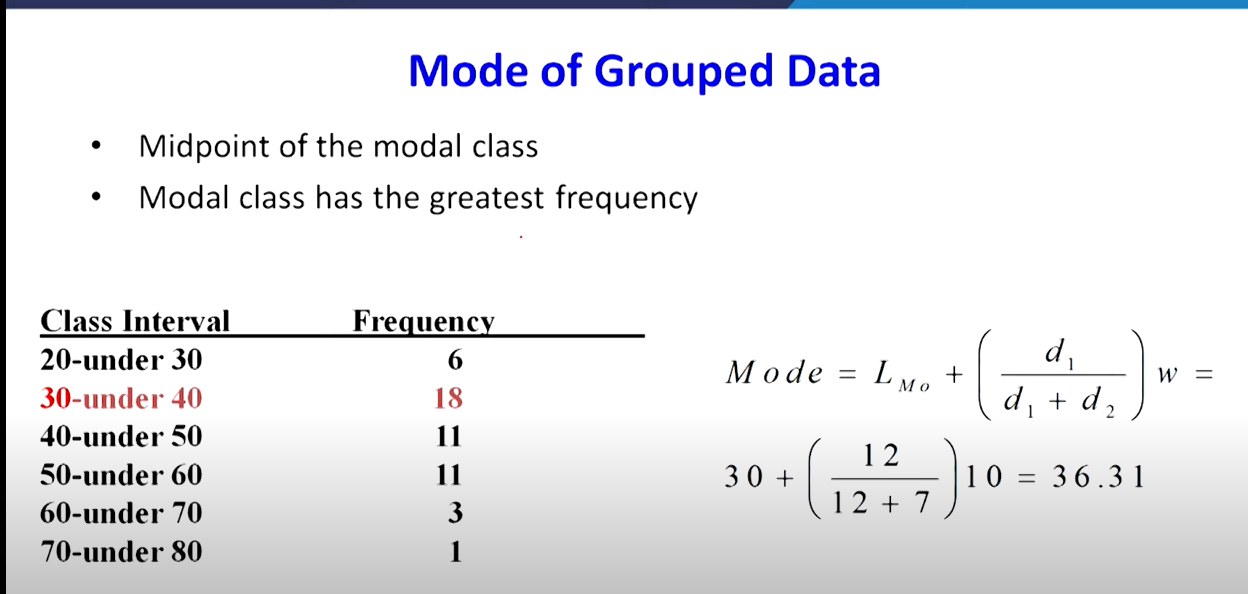 Mode of Grouped Data
• Midpoint of the modal class
• Modal class has the greatest frequency
Class Interval Frequency
20-under 30 6
30-under 40 18
40-under 50 11
50-under 60 11
60-under 70 3
70-under 80 1
Mode = L_Mo + (d_1 / (d_1 + d_2)) w =
30 + (12 / (12 + 7)) 10 = 36.31